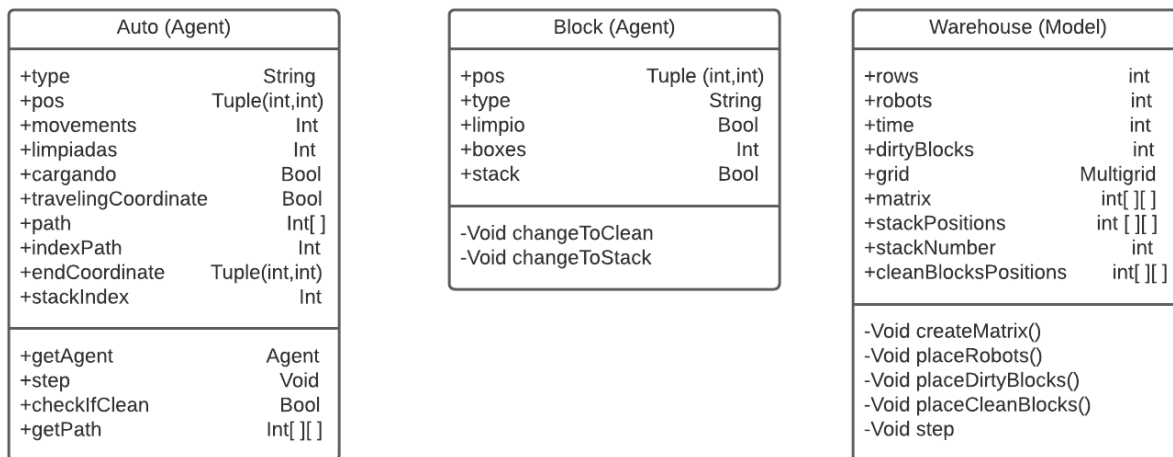 Auto (Agent)
+type String
+pos Tuple(int,int)
+movements Int
+limpiadas Int
+cargando Bool
+travelingCoordinate Bool
+path Int[ ]
+indexPath Int
+endCoordinate Tuple(int,int)
+stackIndex Int
+getAgent Agent
+step Void
+checkIfClean Bool
+getPath Int[ ][ ]
Block (Agent)
+pos Tuple (int,int)
+type String
+limpio Bool
+boxes Int
+stack Bool
-Void changeToClean
-Void changeToStack
Warehouse (Model)
+rows int
+robots int
+time int
+dirtyBlocks int
+grid Multigrid
+matrix int[ ][ ]
+stackPositions int [ ][ ]
+stackNumber int
+cleanBlocksPositions int[ ][ ]
-Void createMatrix()
-Void placeRobots()
-Void placeDirtyBlocks()
-Void placeCleanBlocks()
-Void step